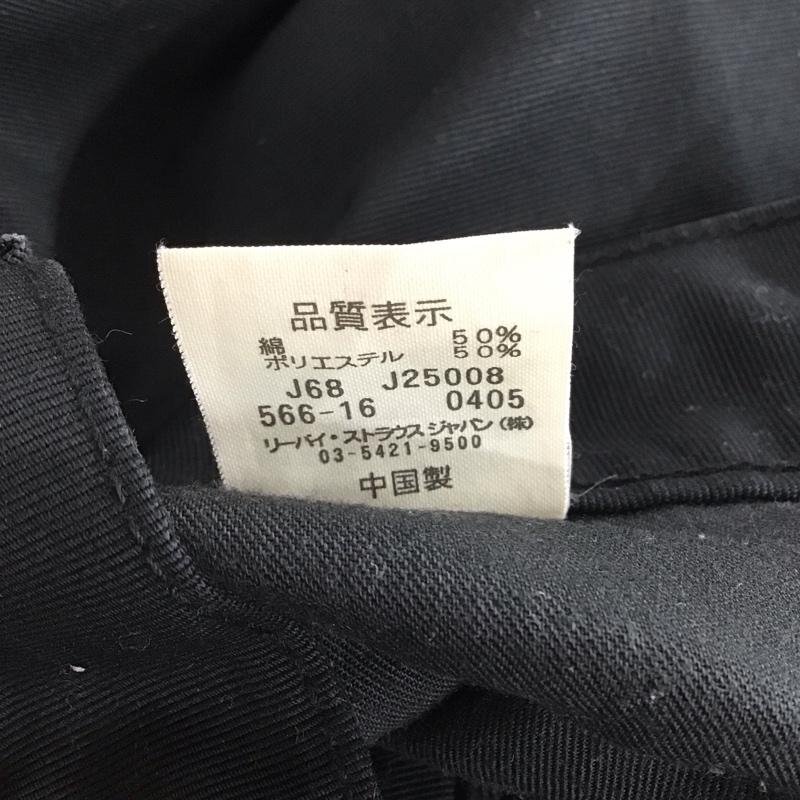 品質表示
綿 50%
ポリエステル 50%
J68 J25008
566-16 0405
リーバイ・ストラウスジャパン(株)
03-5421-9500
中国製